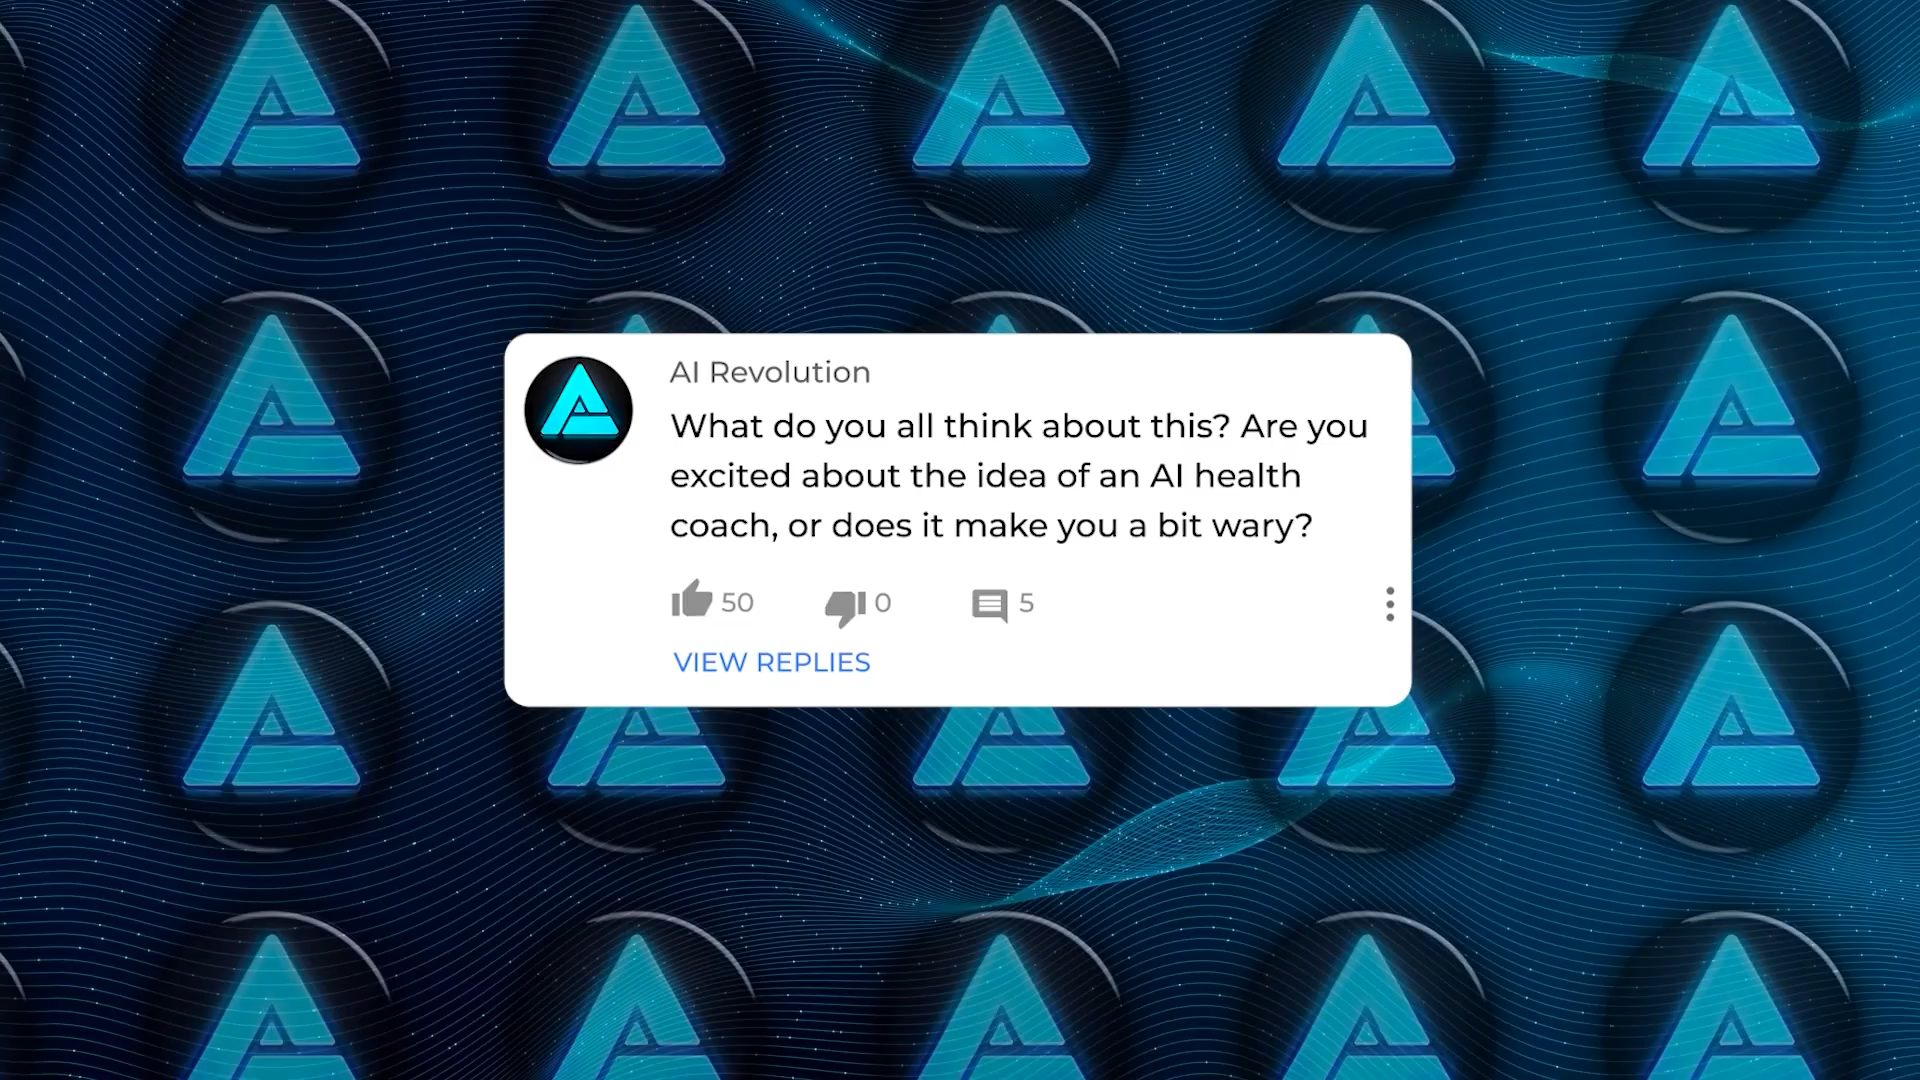 AI Revolution
What do you all think about this? Are you
excited about the idea of an AI health
coach, or does it make you a bit wary?
50 0 5
VIEW REPLIES